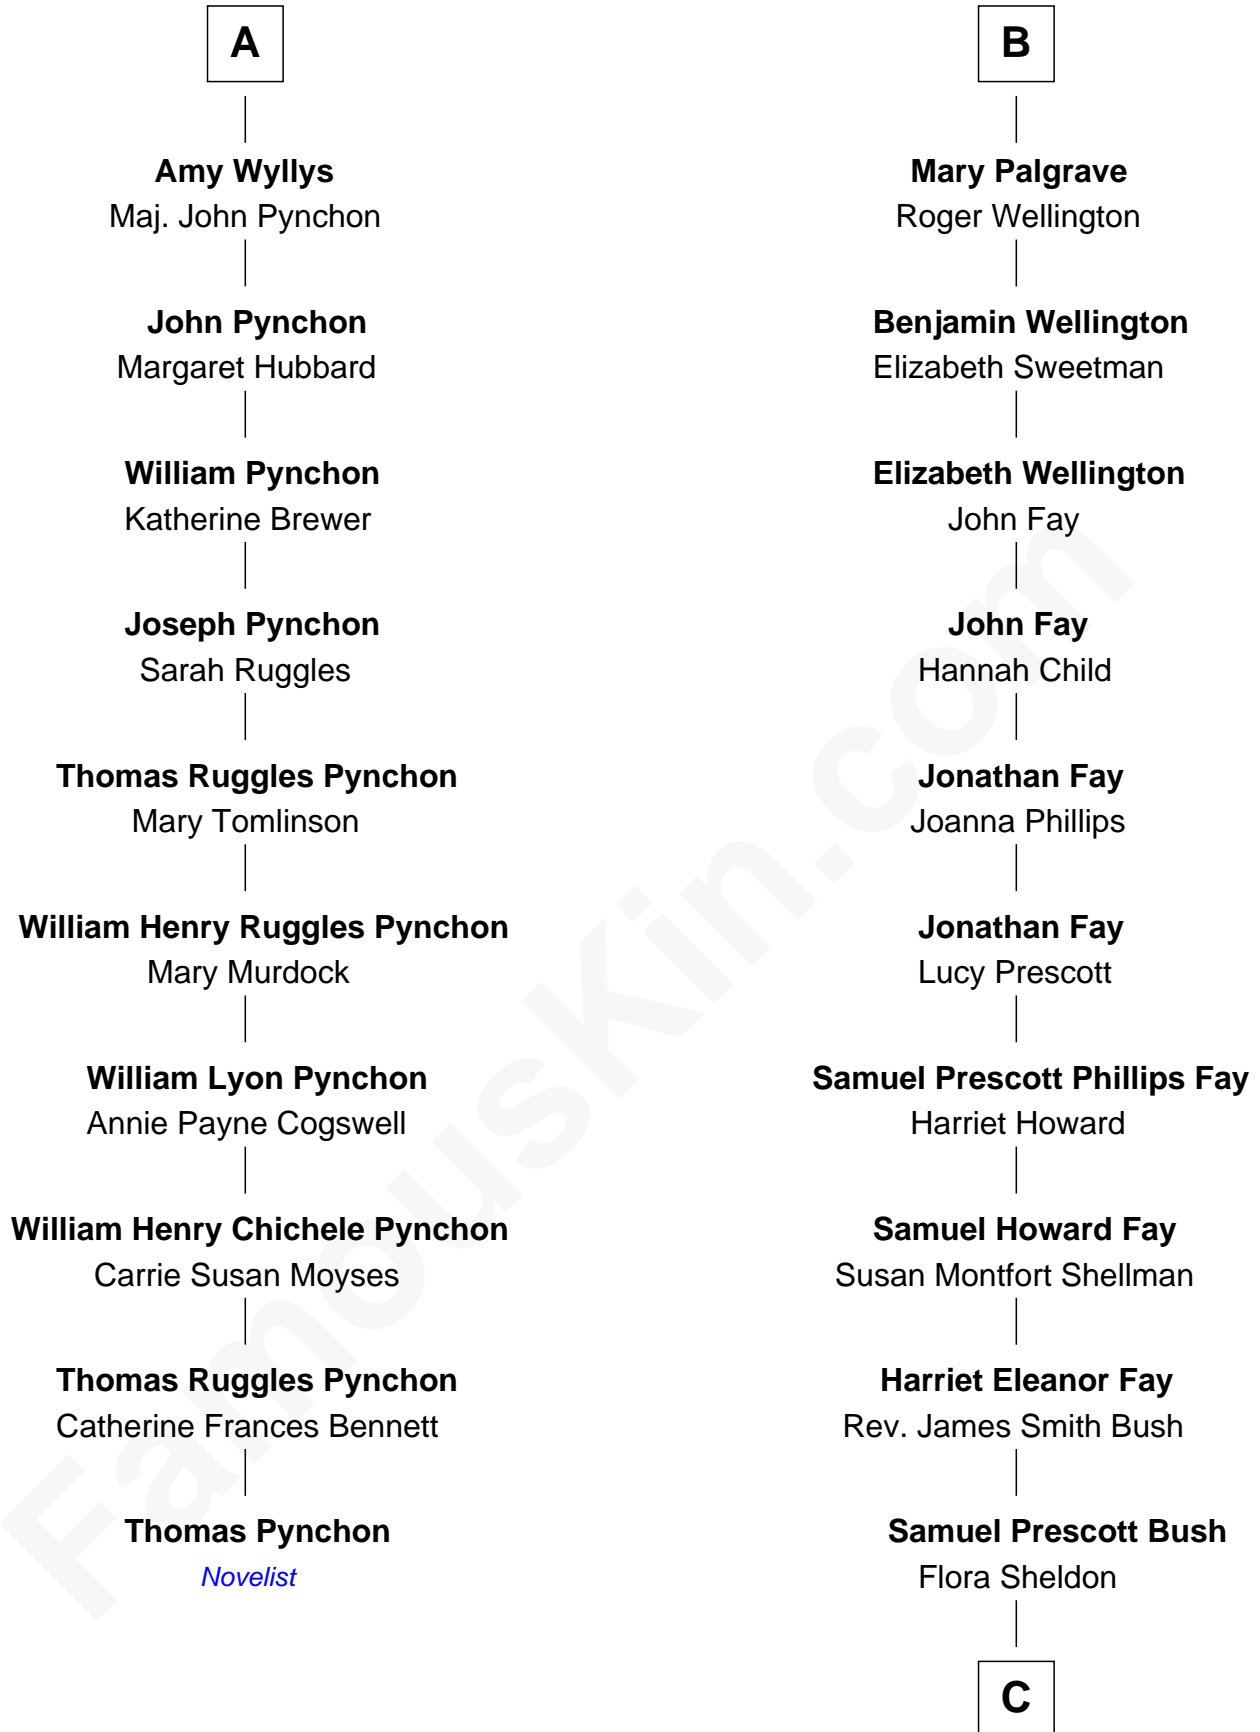 A
Amy Wyllys
Maj. John Pynchon
John Pynchon
Margaret Hubbard
William Pynchon
Katherine Brewer
Joseph Pynchon
Sarah Ruggles
Thomas Ruggles Pynchon
Mary Tomlinson
William Henry Ruggles Pynchon
Mary Murdock
William Lyon Pynchon
Annie Payne Cogswell
William Henry Chichele Pynchon
Carrie Susan Moyses
Thomas Ruggles Pynchon
Catherine Frances Bennett
Thomas Pynchon
Novelist
B
Mary Palgrave
Roger Wellington
Benjamin Wellington
Elizabeth Sweetman
Elizabeth Wellington
John Fay
John Fay
Hannah Child
Jonathan Fay
Joanna Phillips
Jonathan Fay
Lucy Prescott
Samuel Prescott Phillips Fay
Harriet Howard
Samuel Howard Fay
Susan Montfort Shellman
Harriet Eleanor Fay
Rev. James Smith Bush
Samuel Prescott Bush
Flora Sheldon
C
FamousKin.com